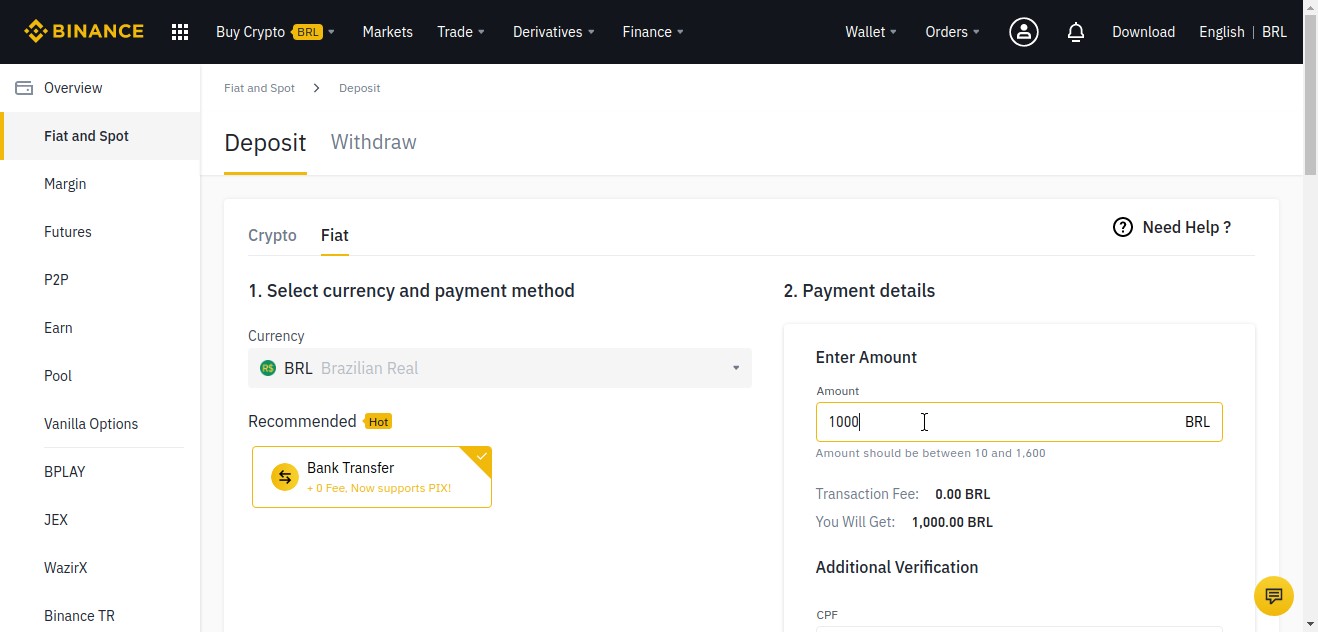 BINANCE
Buy Crypto BRL
Markets
Trade
Derivatives
Finance
Wallet
Orders
Download
English | BRL
Overview
Fiat and Spot
Margin
Futures
P2P
Earn
Pool
Vanilla Options
BPLAY
JEX
WazirX
Binance TR
Fiat and Spot > Deposit
Deposit
Withdraw
Crypto
Fiat
? Need Help ?
1. Select currency and payment method
Currency
R$ BRL Brazilian Real
Recommended Hot
Bank Transfer
+ 0 Fee, Now supports PIX!
2. Payment details
Enter Amount
Amount
1000 BRL
Amount should be between 10 and 1,600
Transaction Fee: 0.00 BRL
You Will Get: 1,000.00 BRL
Additional Verification
CPF